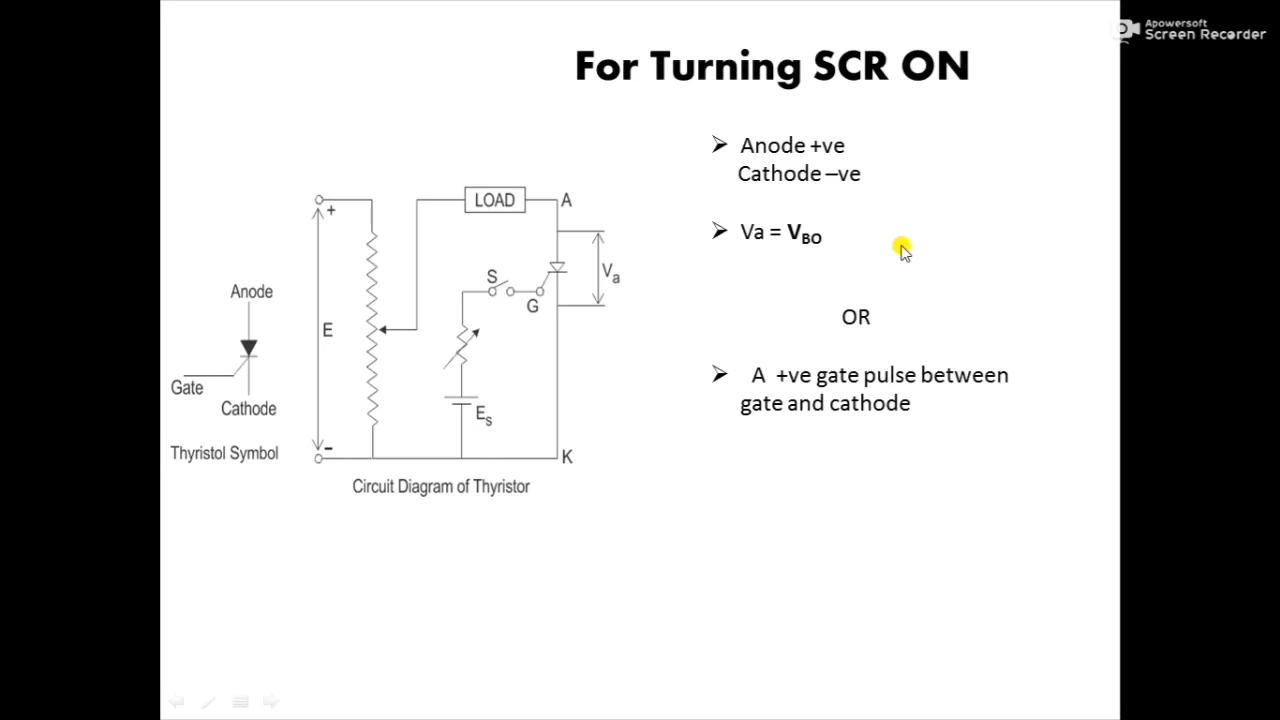 Apowersoft
Screen Recorder
For Turning SCR ON
➢ Anode +ve
Cathode –ve
➢ Va = VBO
OR
➢ A +ve gate pulse between
gate and cathode
Anode
Gate
Cathode
Thyristol Symbol
+
E
-
LOAD
A
S
G
Va
Es
K
Circuit Diagram of Thyristor